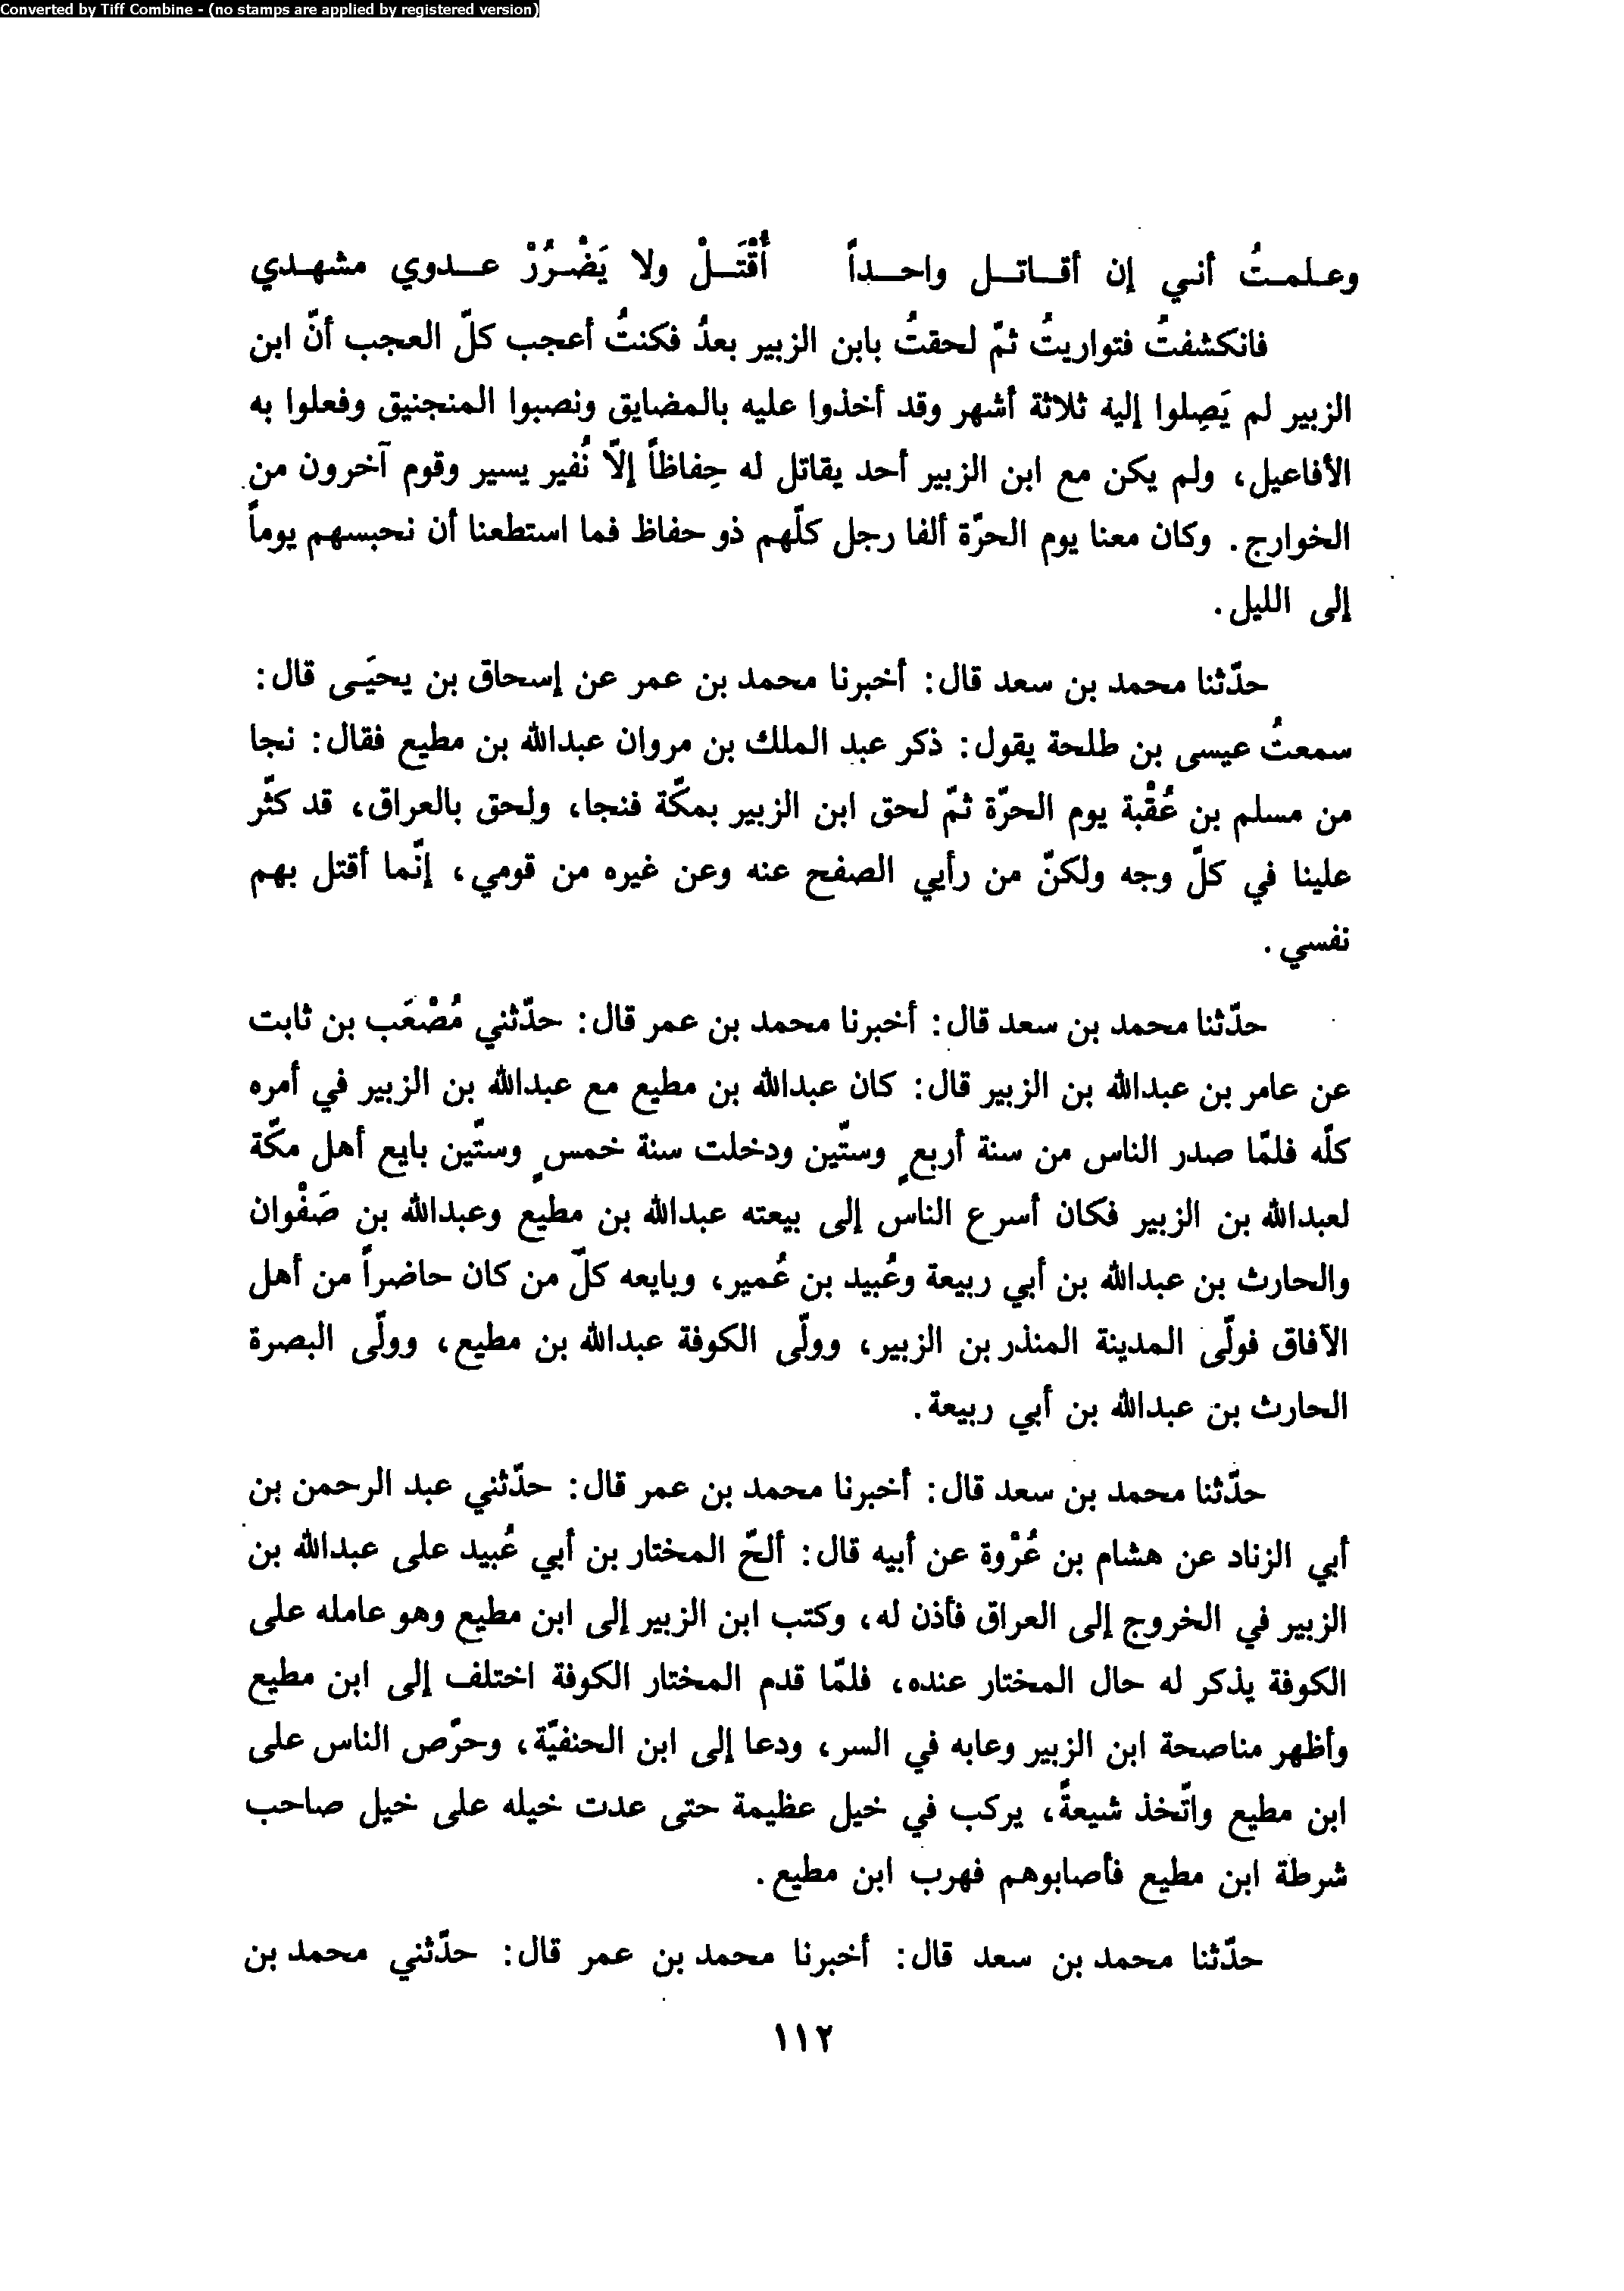 Converted by Tiff Combine - (no stamps are applied by registered version)
وعلمتُ أني إن أقاتل واحداً أُقْتَلْ ولا يَضْرُرْ عدوي مشهدي
فانكشفتُ فتواريتُ ثمّ لحقتُ بابن الزبير بعدُ فكنتُ أعجب كلّ العجب أنّ ابن
الزبير لم يَصِلوا إليه ثلاثة أشهر وقد أخذوا عليه بالمضايق ونصبوا المنجنيق وفعلوا به
الأفاعيل، ولم يكن مع ابن الزبير أحد يقاتل له حِفاظاً إلاّ نُفير يسير وقوم آخرون من
الخوارج. وكان معنا يوم الحرّة ألفا رجل كلّهم ذو حفاظ فما استطعنا أن نحبسهم يوماً
إلى الليل.
حدّثنا محمد بن سعد قال: أخبرنا محمد بن عمر عن إسحاق بن يحيَى قال:
سمعتُ عيسى بن طلحة يقول: ذكر عبد الملك بن مروان عبدالله بن مطيع فقال: نجا
من مسلم بن عُقْبة يوم الحرّة ثمّ لحق ابن الزبير بمكّة فنجا، ولحق بالعراق، قد كثّر
علينا في كلّ وجه ولكنّ من رأيي الصفح عنه وعن غيره من قومي، إنّما أقتل بهم
نفسي.
حدّثنا محمد بن سعد قال: أخبرنا محمد بن عمر قال: حدّثني مُصْعَب بن ثابت
عن عامر بن عبدالله بن الزبير قال: كان عبدالله بن مطيع مع عبدالله بن الزبير في أمره
كلّه فلمّا صدر الناس من سنة أربعٍ وستّين ودخلت سنة خمسٍ وستّين بايع أهل مكّة
لعبدالله بن الزبير فكان أسرع الناس إلى بيعته عبدالله بن مطيع وعبدالله بن صَفْوان
والحارث بن عبدالله بن أبي ربيعة وعُبيد بن عُمير، وبايعه كلّ من كان حاضراً من أهل
الآفاق فولّى المدينة المنذر بن الزبير، وولّى الكوفة عبدالله بن مطيع، وولّى البصرة
الحارث بن عبدالله بن أبي ربيعة.
حدّثنا محمد بن سعد قال: أخبرنا محمد بن عمر قال: حدّثني عبد الرحمن بن
أبي الزناد عن هشام بن عُرْوة عن أبيه قال: ألحّ المختار بن أبي عُبيد على عبدالله بن
الزبير في الخروج إلى العراق فأذن له، وكتب ابن الزبير إلى ابن مطيع وهو عامله على
الكوفة يذكر له حال المختار عنده، فلمّا قدم المختار الكوفة اختلف إلى ابن مطيع
وأظهر مناصحة ابن الزبير وعابه في السر، ودعا إلى ابن الحنفيّة، وحرّص الناس على
ابن مطيع واتّخذ شيعةً، يركب في خيل عظيمة حتى عدت خيله على خيل صاحب
شرطة ابن مطيع فأصابوهم فهرب ابن مطيع.
حدّثنا محمد بن سعد قال: أخبرنا محمد بن عمر قال: حدّثني محمد بن
١١٢